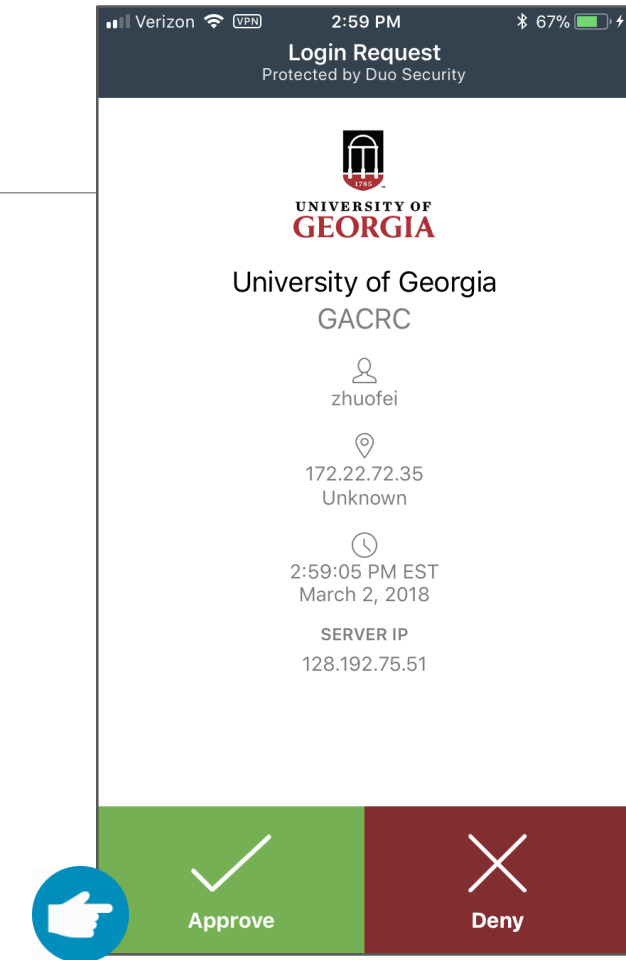 Verizon VPN 2:59 PM 67%
Login Request
Protected by Duo Security
1785
UNIVERSITY OF
GEORGIA
University of Georgia
GACRC
zhuofei
172.22.72.35
Unknown
2:59:05 PM EST
March 2, 2018
SERVER IP
128.192.75.51
Approve Deny